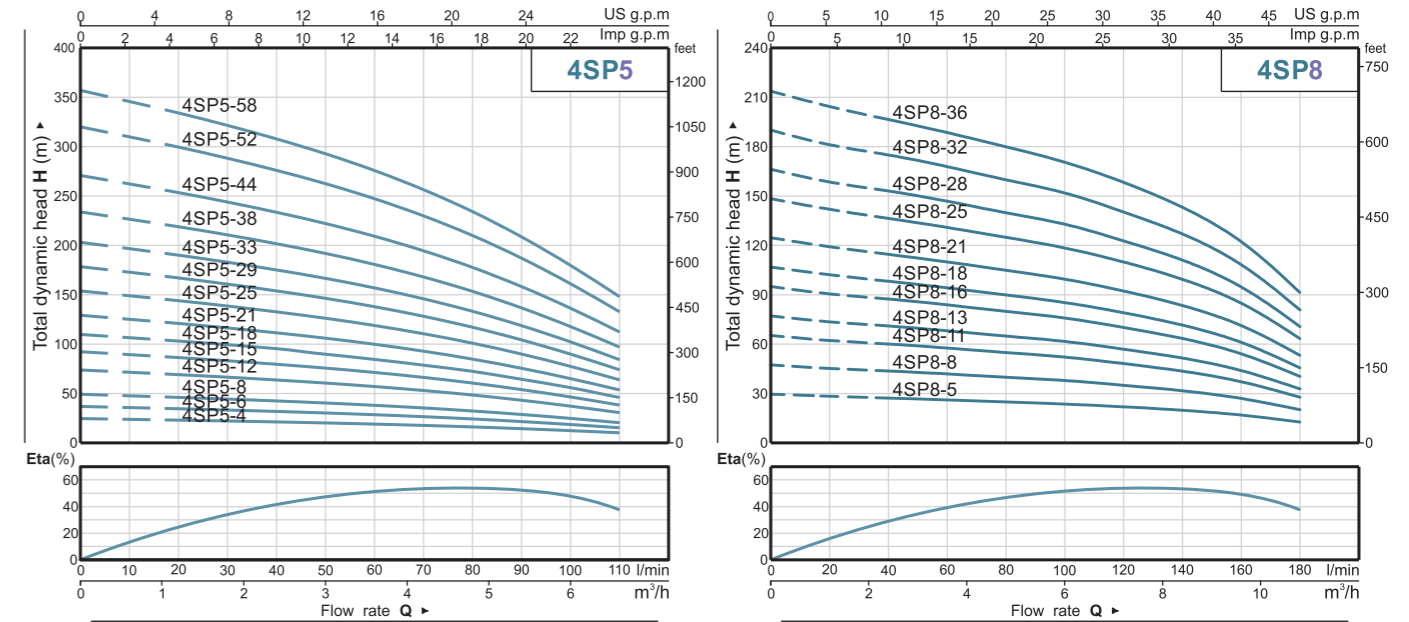 0 4 8 12 16 20 24 US g.p.m
0 2 4 6 8 10 12 14 16 18 20 22 Imp g.p.m
feet
4SP5
Total dynamic head H (m) ►
400
350
300
250
200
150
100
50
0
1200
1050
900
750
600
450
300
150
0
4SP5-58
4SP5-52
4SP5-44
4SP5-38
4SP5-33
4SP5-29
4SP5-25
4SP5-21
4SP5-18
4SP5-15
4SP5-12
4SP5-8
4SP5-6
4SP5-4
Eta(%)
60
40
20
0
0 10 20 30 40 50 60 70 80 90 100 110 l/min
0 1 2 3 4 5 6 m³/h
Flow rate Q ►
0 5 10 15 20 25 30 35 40 45 US g.p.m
0 5 10 15 20 25 30 35 Imp g.p.m
feet
4SP8
Total dynamic head H (m) ►
240
210
180
150
120
90
60
30
0
750
600
450
300
150
0
4SP8-36
4SP8-32
4SP8-28
4SP8-25
4SP8-21
4SP8-18
4SP8-16
4SP8-13
4SP8-11
4SP8-8
4SP8-5
Eta(%)
60
40
20
0
0 20 40 60 80 100 120 140 160 180 l/min
0 2 4 6 8 10 m³/h
Flow rate Q ►